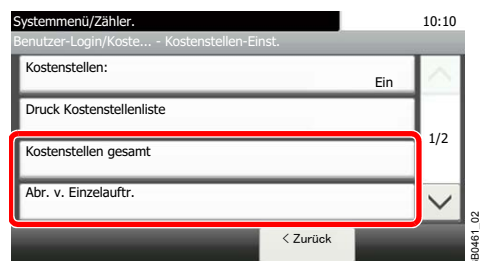 Systemmenü/Zähler.
10:10
Benutzer-Login/Koste... - Kostenstellen-Einst.
Kostenstellen:
Ein
Druck Kostenstellenliste
1/2
Kostenstellen gesamt
Abr. v. Einzelauftr.
< Zurück
B0461_02